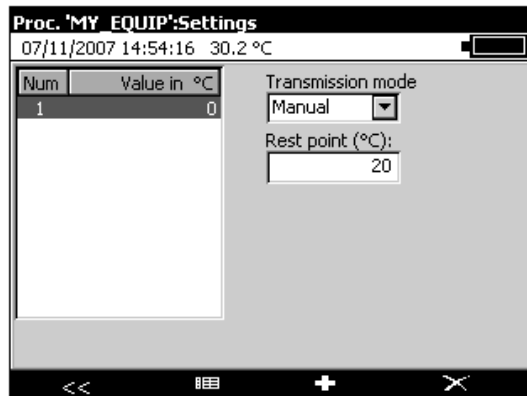 Proc. 'MY_EQUIP':Settings
07/11/2007 14:54:16 30.2 °C
Num Value in °C
1 0
Transmission mode
Manual
Rest point (°C):
20
<<